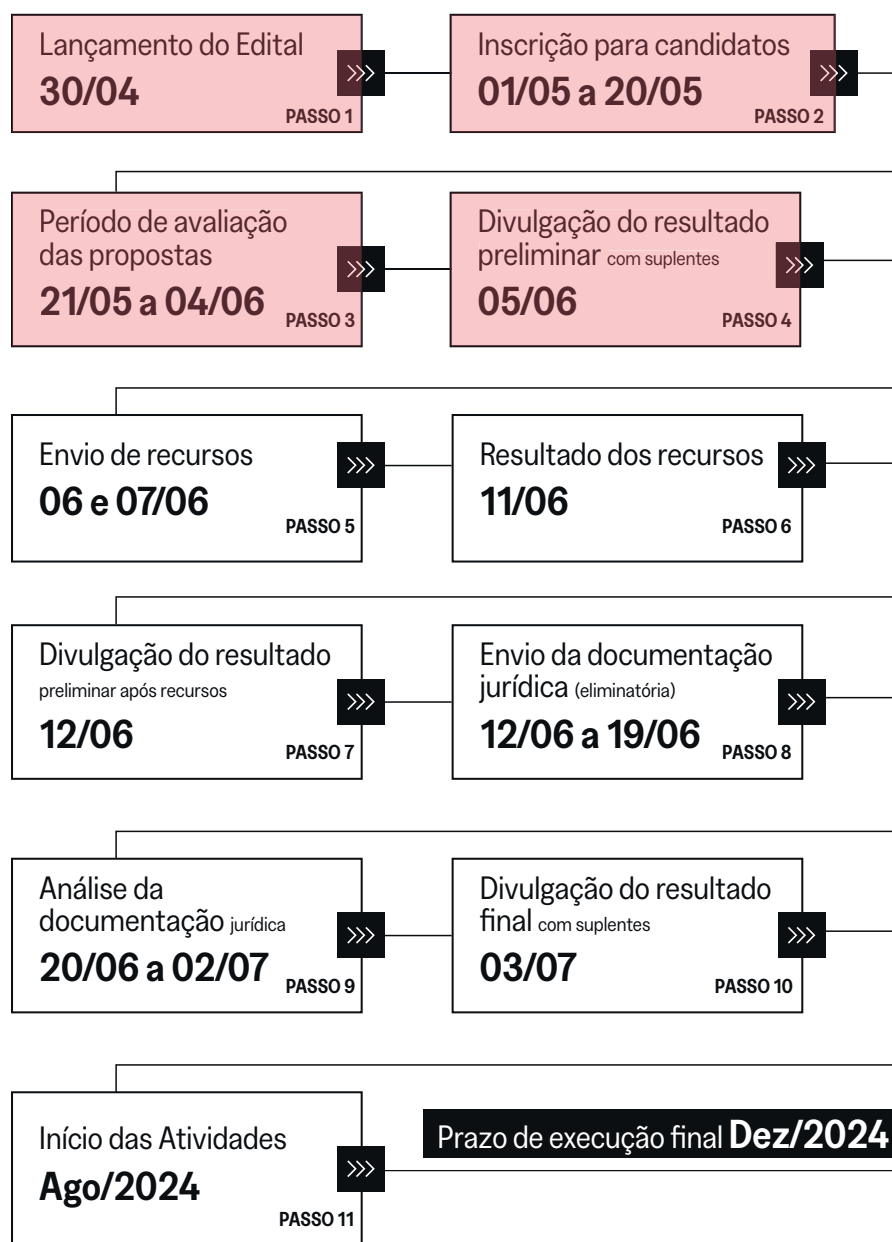 Lançamento do Edital
30/04
PASSO 1
Inscrição para candidatos
01/05 a 20/05
PASSO 2
Período de avaliação
das propostas
21/05 a 04/06
PASSO 3
Divulgação do resultado
preliminar com suplentes
05/06
PASSO 4
Envio de recursos
06 e 07/06
PASSO 5
Resultado dos recursos
11/06
PASSO 6
Divulgação do resultado
preliminar após recursos
12/06
PASSO 7
Envio da documentação
jurídica (eliminatória)
12/06 a 19/06
PASSO 8
Análise da
documentação jurídica
20/06 a 02/07
PASSO 9
Divulgação do resultado
final com suplentes
03/07
PASSO 10
Início das Atividades
Ago/2024
PASSO 11
Prazo de execução final Dez/2024